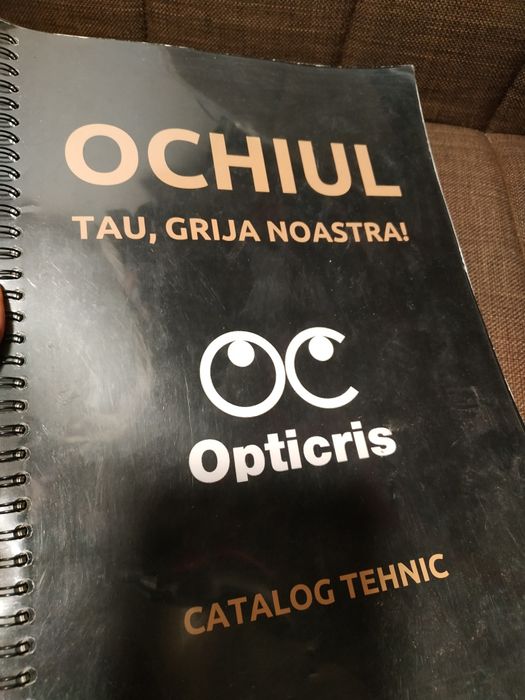 OCHIUL
TAU, GRIJA NOASTRA!
OC
Opticris
CATALOG TEHNIC